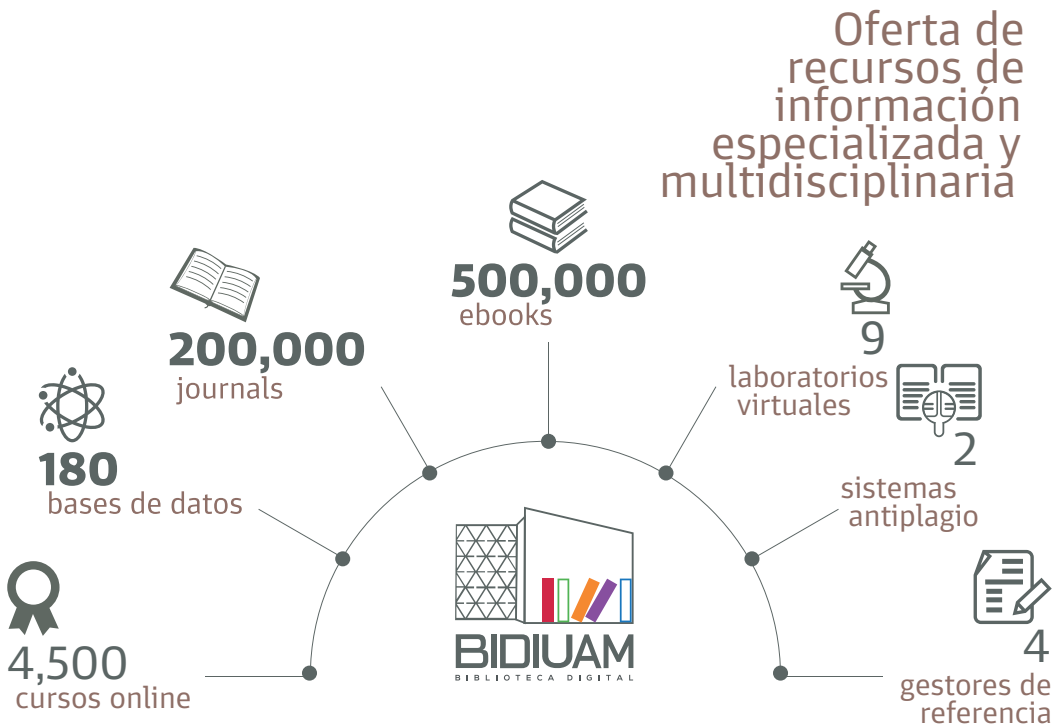 Oferta de
recursos de
información
especializada y
multidisciplinaria
500,000
ebooks
200,000
journals
180
bases de datos
4,500
cursos online
9
laboratorios
virtuales
2
sistemas
antiplagio
4
gestores de
referencia
BIDIUAM
BIBLIOTECA DIGITAL